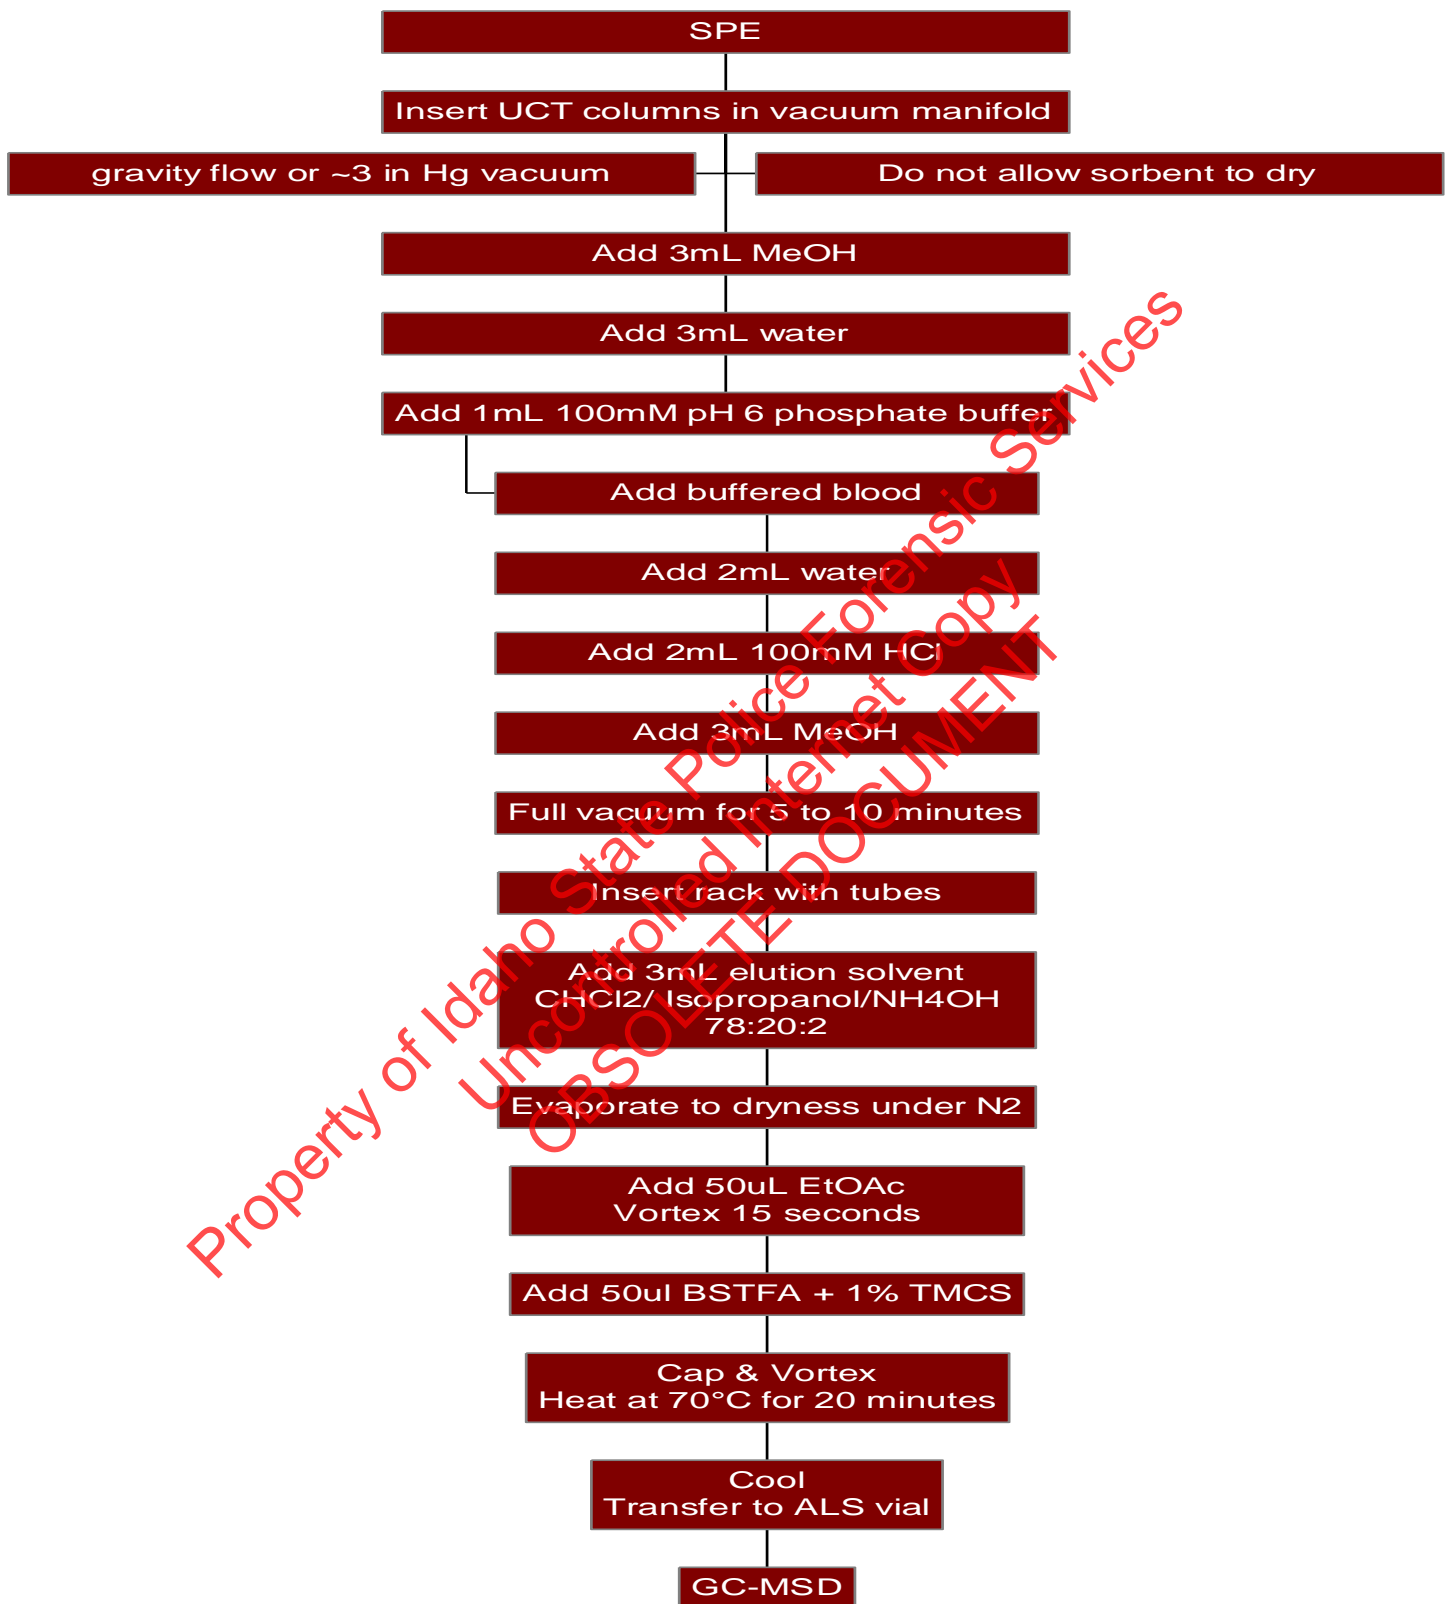 SPE
Insert UCT columns in vacuum manifold
gravity flow or ~3 in Hg vacuum
Do not allow sorbent to dry
Add 3mL MeOH
Add 3mL water
Add 1mL 100mM pH 6 phosphate buffer
Add buffered blood
Add 2mL water
Add 2mL 100mM HCl
Add 3mL MeOH
Full vacuum for 5 to 10 minutes
Insert rack with tubes
Add 3mL elution solvent
CHCl2/ Isopropanol/NH4OH
78:20:2
Evaporate to dryness under N2
Add 50uL EtOAc
Vortex 15 seconds
Add 50ul BSTFA + 1% TMCS
Cap & Vortex
Heat at 70°C for 20 minutes
Cool
Transfer to ALS vial
GC-MSD
Property of Idaho State Police Forensic Services
Uncontrolled Internet Copy
OBSOLETE DOCUMENT